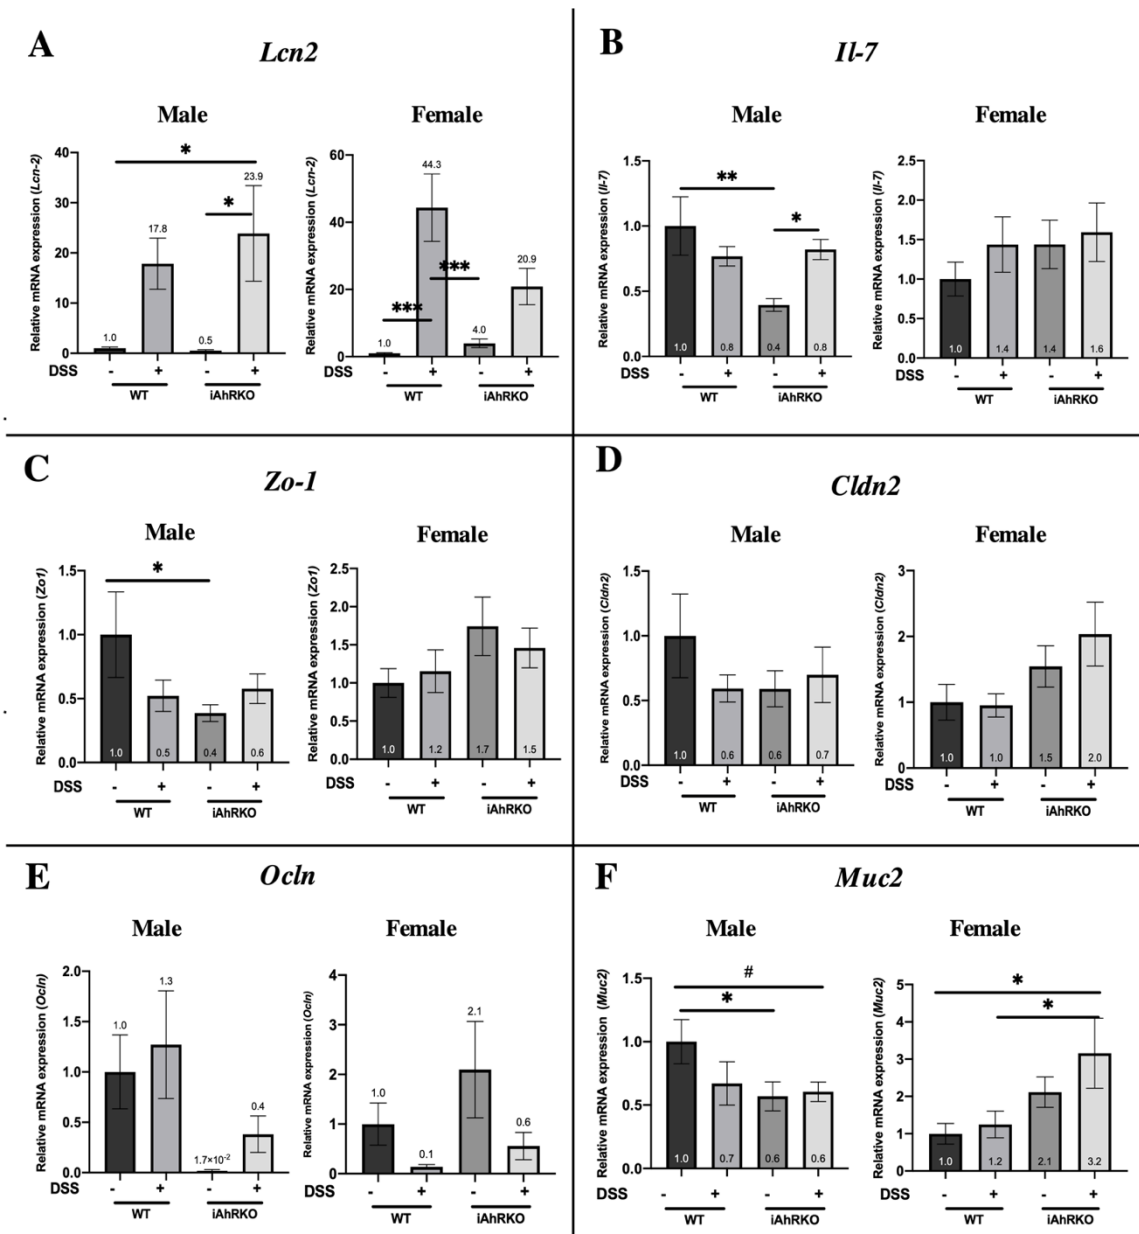 A
Lcn2
Male
Relative mRNA expression (Lcn-2)
40
30
20
10
0
*
*
1.0
17.8
0.5
23.9
DSS - + - +
WT iAhRKO
Female
Relative mRNA expression (Lcn-2)
60
40
20
0
***
***
1.0
44.3
4.0
20.9
DSS - + - +
WT iAhRKO
B
Il-7
Male
Relative mRNA expression (Il-7)
1.5
1.0
0.5
0.0
**
*
1.0 0.8 0.4 0.8
DSS - + - +
WT iAhRKO
Female
Relative mRNA expression (Il-7)
2.5
2.0
1.5
1.0
0.5
0.0
1.0 1.4 1.4 1.6
DSS - + - +
WT iAhRKO
C
Zo-1
Male
Relative mRNA expression (Zo1)
1.5
1.0
0.5
0.0
*
1.0 0.5 0.4 0.6
DSS - + - +
WT iAhRKO
Female
Relative mRNA expression (Zo1)
2.5
2.0
1.5
1.0
0.5
0.0
1.0 1.2 1.7 1.5
DSS - + - +
WT iAhRKO
D
Cldn2
Male
Relative mRNA expression (Cldn2)
1.5
1.0
0.5
0.0
1.0 0.6 0.6 0.7
DSS - + - +
WT iAhRKO
Female
Relative mRNA expression (Cldn2)
3
2
1
0
1.0 1.0 1.5 2.0
DSS - + - +
WT iAhRKO
E
Ocln
Male
Relative mRNA expression (Ocln)
2.0
1.5
1.0
0.5
0.0
1.0
1.3
1.7×10⁻²
0.4
DSS - + - +
WT iAhRKO
Female
Relative mRNA expression (Ocln)
4
3
2
1
0
1.0
0.1
2.1
0.6
DSS - + - +
WT iAhRKO
F
Muc2
Male
Relative mRNA expression (Muc2)
1.5
1.0
0.5
0.0
#
*
1.0 0.7 0.6 0.6
DSS - + - +
WT iAhRKO
Female
Relative mRNA expression (Muc2)
5
4
3
2
1
0
*
*
1.0 1.2 2.1 3.2
DSS - + - +
WT iAhRKO